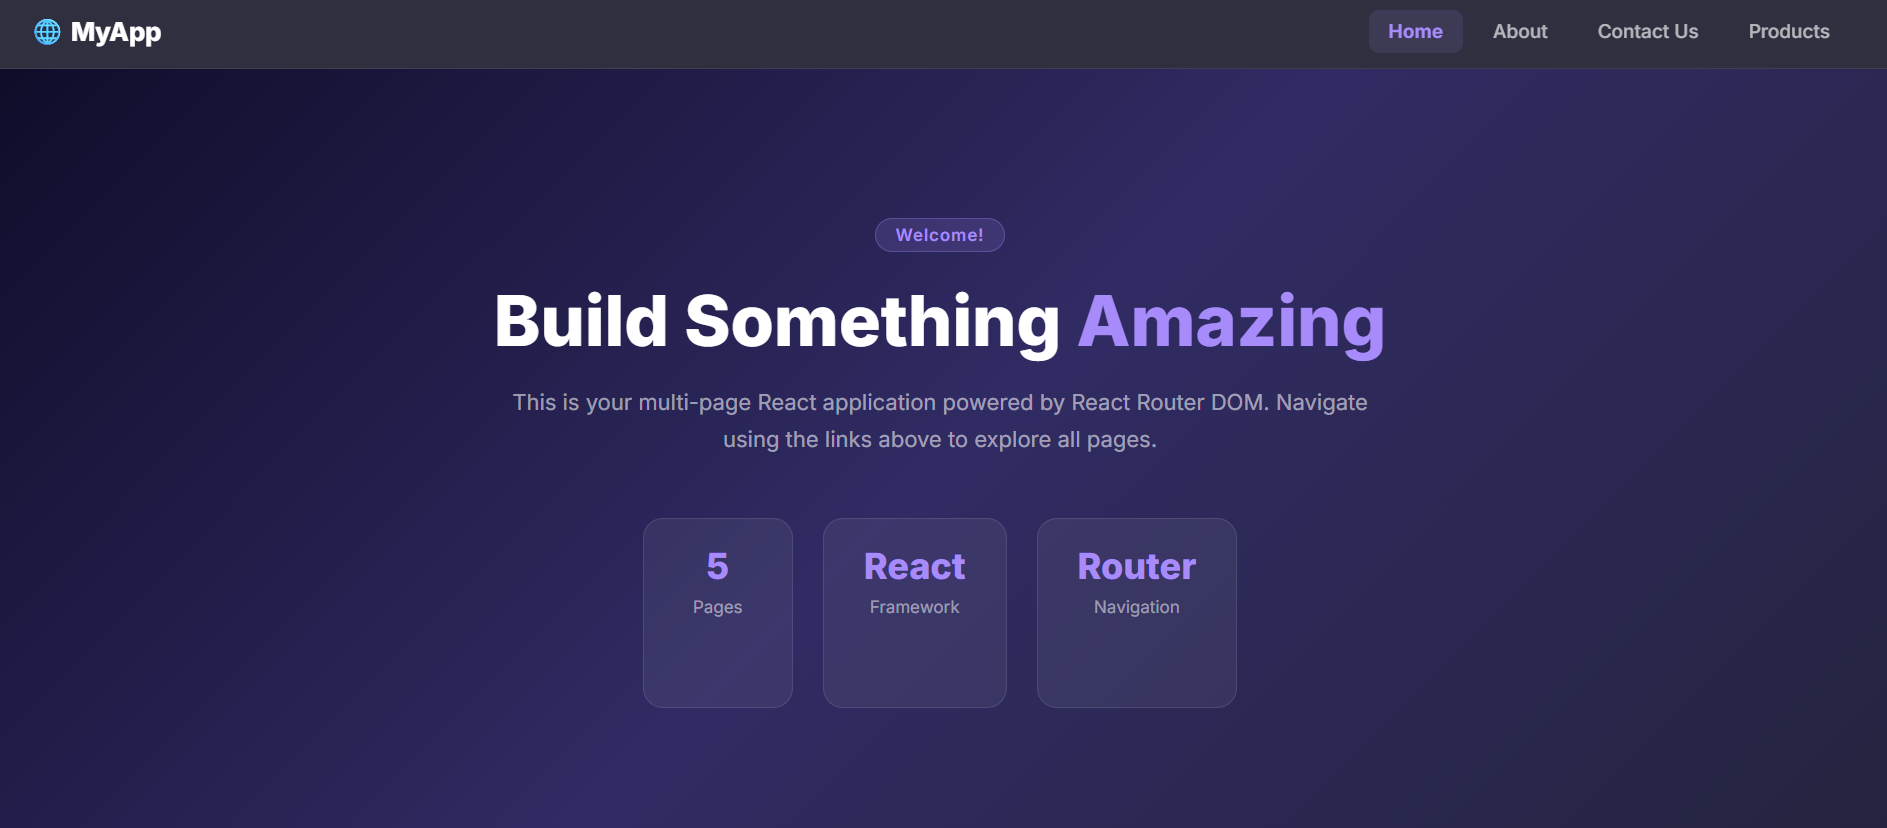 MyApp
Home
About
Contact Us
Products
Welcome!
Build Something Amazing
This is your multi-page React application powered by React Router DOM. Navigate
using the links above to explore all pages.
5
Pages
React
Framework
Router
Navigation